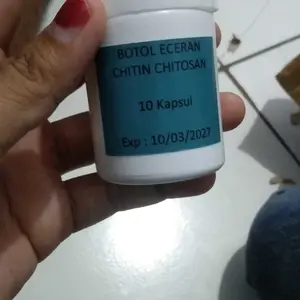 BOTOL ECERAN
CHITIN CHITOSAN
10 Kapsul
Exp : 10/03/2027